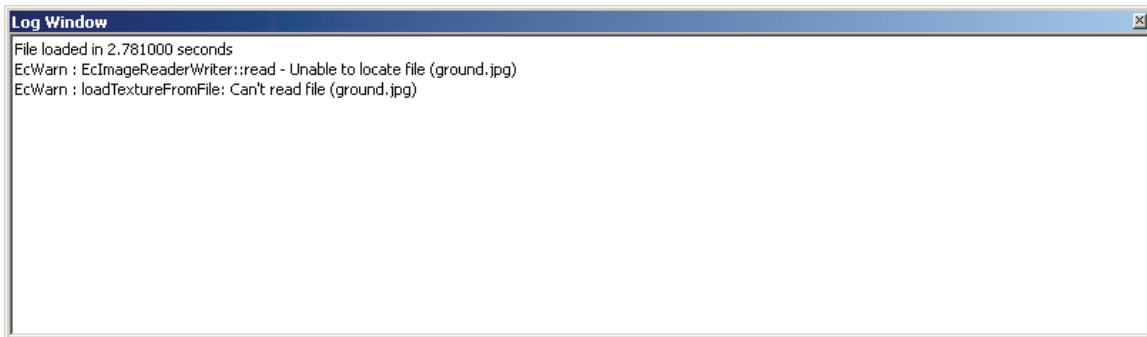 Log Window
File loaded in 2.781000 seconds
EcWarn : EcImageReaderWriter::read - Unable to locate file (ground.jpg)
EcWarn : loadTextureFromFile: Can't read file (ground.jpg)